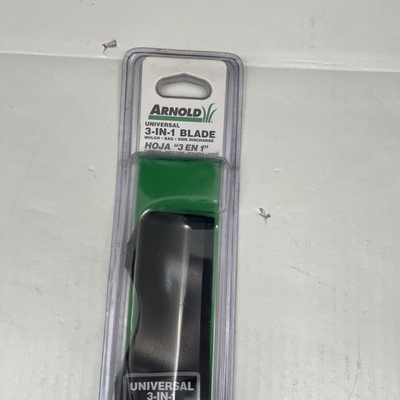 ARNOLD
UNIVERSAL
3-IN-1 BLADE
MULCH • BAG • SIDE DISCHARGE
HOJA "3 EN 1"
UNIVERSAL
3-IN-1